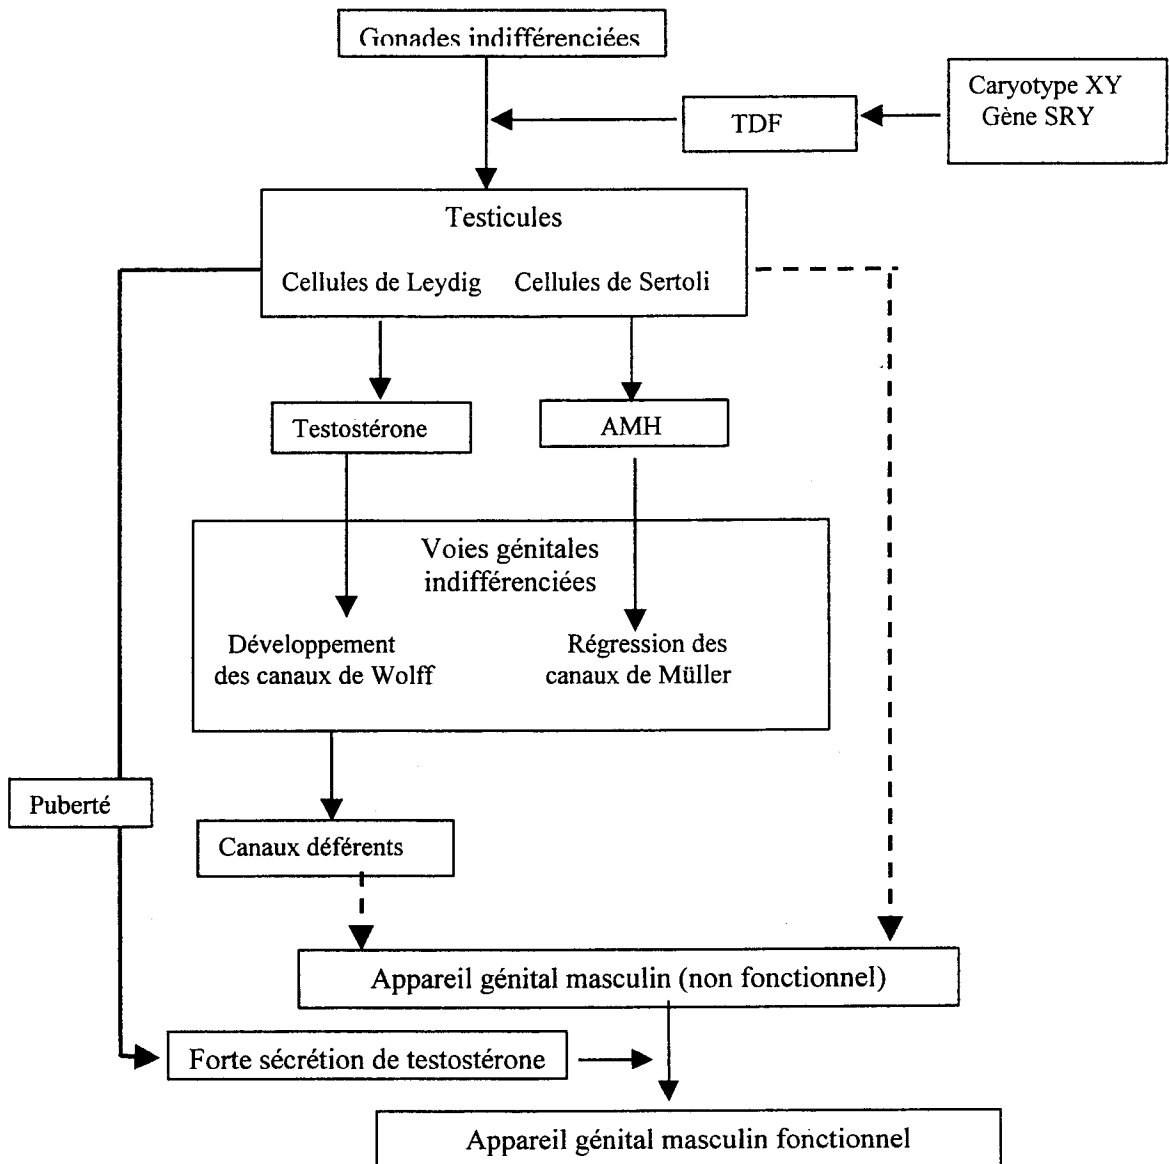 Gonades indifférenciées
Caryotype XY
Gène SRY
TDF
Testicules
Cellules de Leydig Cellules de Sertoli
Testostérone
AMH
Voies génitales
indifférenciées
Développement
des canaux de Wolff
Régression des
canaux de Müller
Puberté
Canaux déférents
Appareil génital masculin (non fonctionnel)
Forte sécrétion de testostérone
Appareil génital masculin fonctionnel